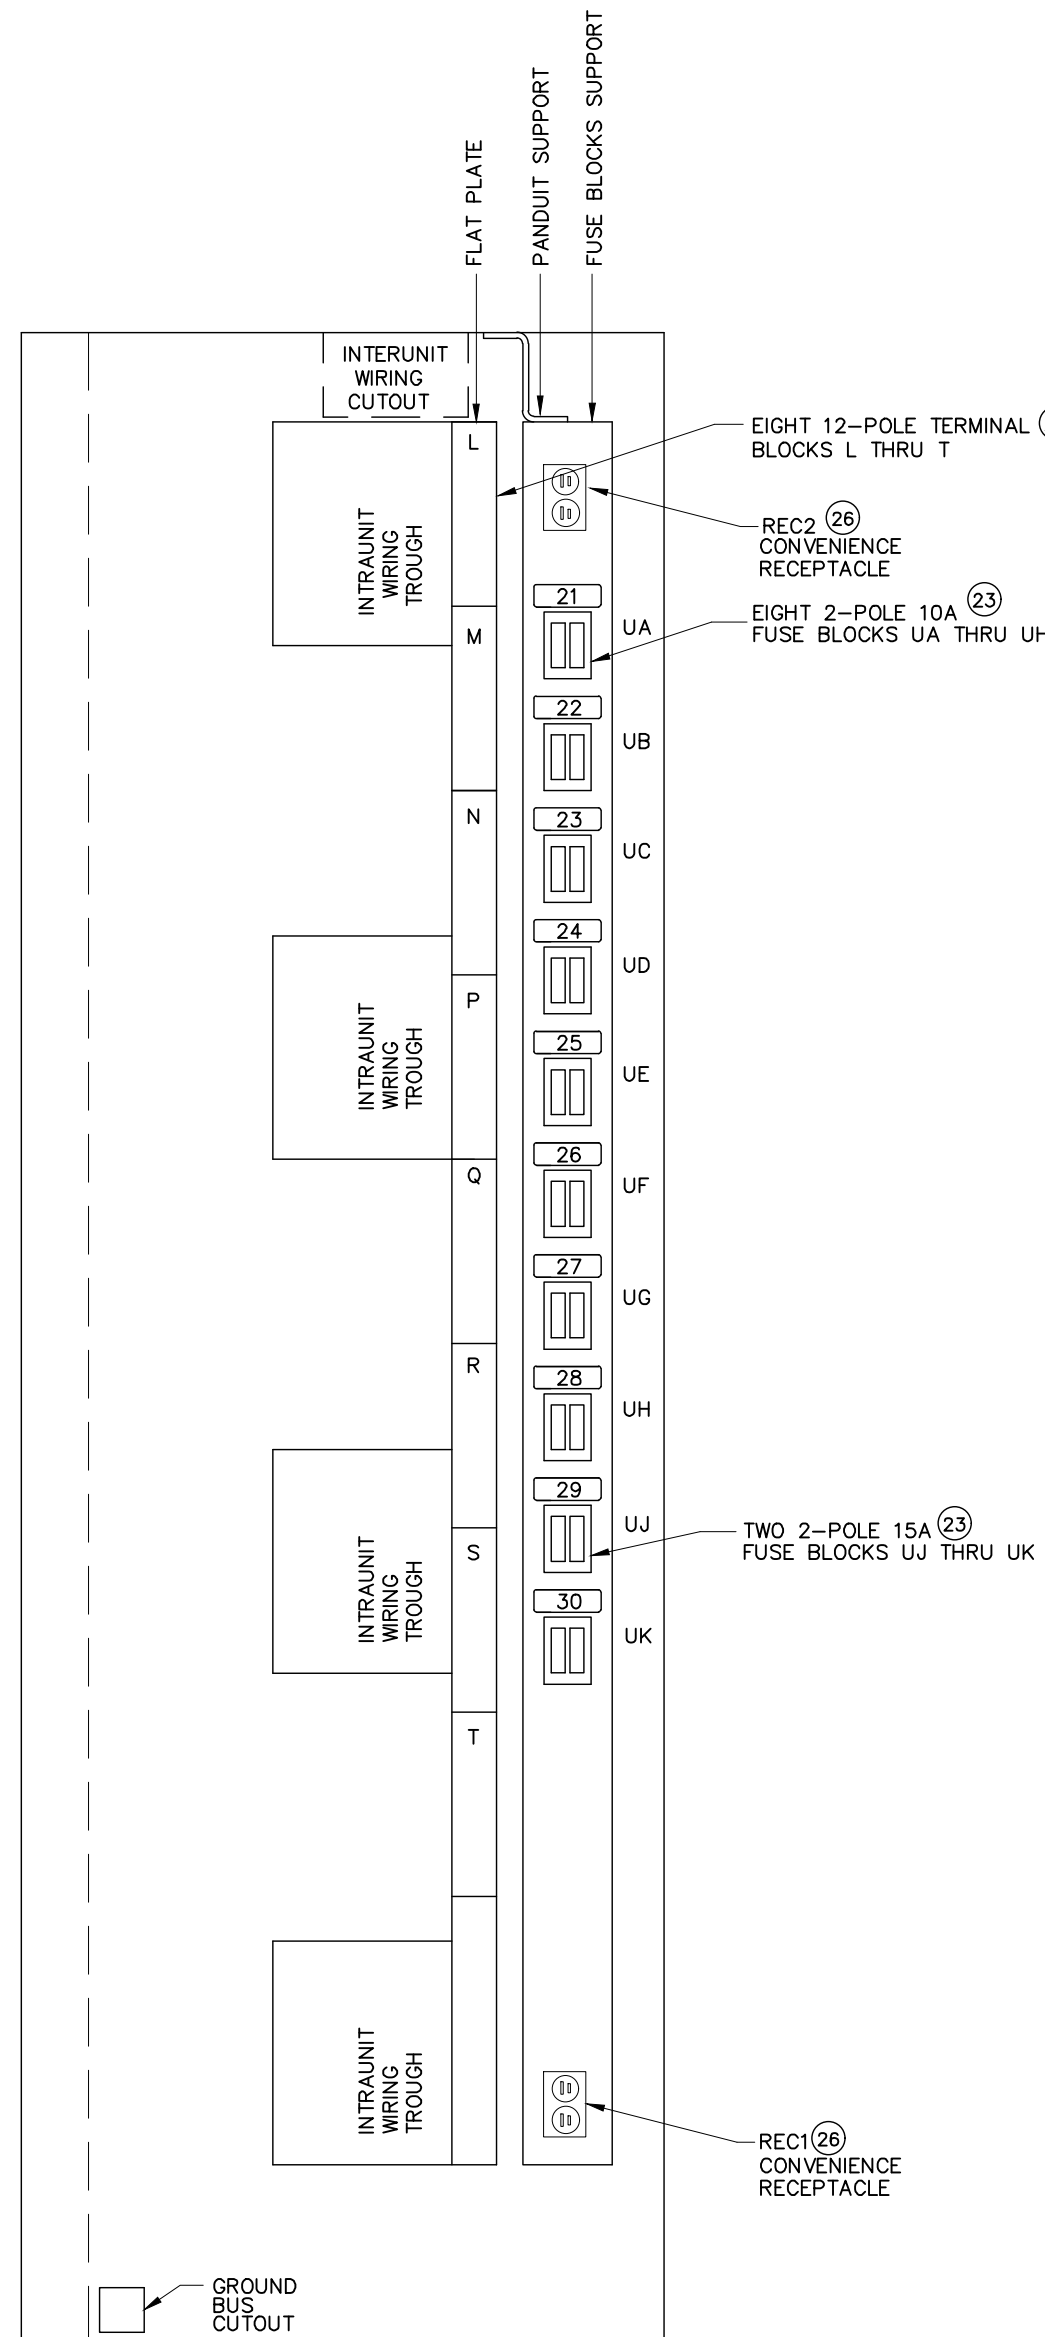 FLAT PLATE
PANDUIT SUPPORT
FUSE BLOCKS SUPPORT
INTERUNIT
WIRING
CUTOUT
L
EIGHT 12-POLE TERMINAL
BLOCKS L THRU T
INTRAUNIT
WIRING
TROUGH
REC2 26
CONVENIENCE
RECEPTACLE
21
UA
EIGHT 2-POLE 10A 23
FUSE BLOCKS UA THRU UH
M
22
UB
N
23
UC
24
UD
P
INTRAUNIT
WIRING
TROUGH
25
UE
26
UF
Q
27
UG
R
28
UH
29
UJ
TWO 2-POLE 15A 23
FUSE BLOCKS UJ THRU UK
S
INTRAUNIT
WIRING
TROUGH
30
UK
T
INTRAUNIT
WIRING
TROUGH
REC1 26
CONVENIENCE
RECEPTACLE
GROUND
BUS
CUTOUT